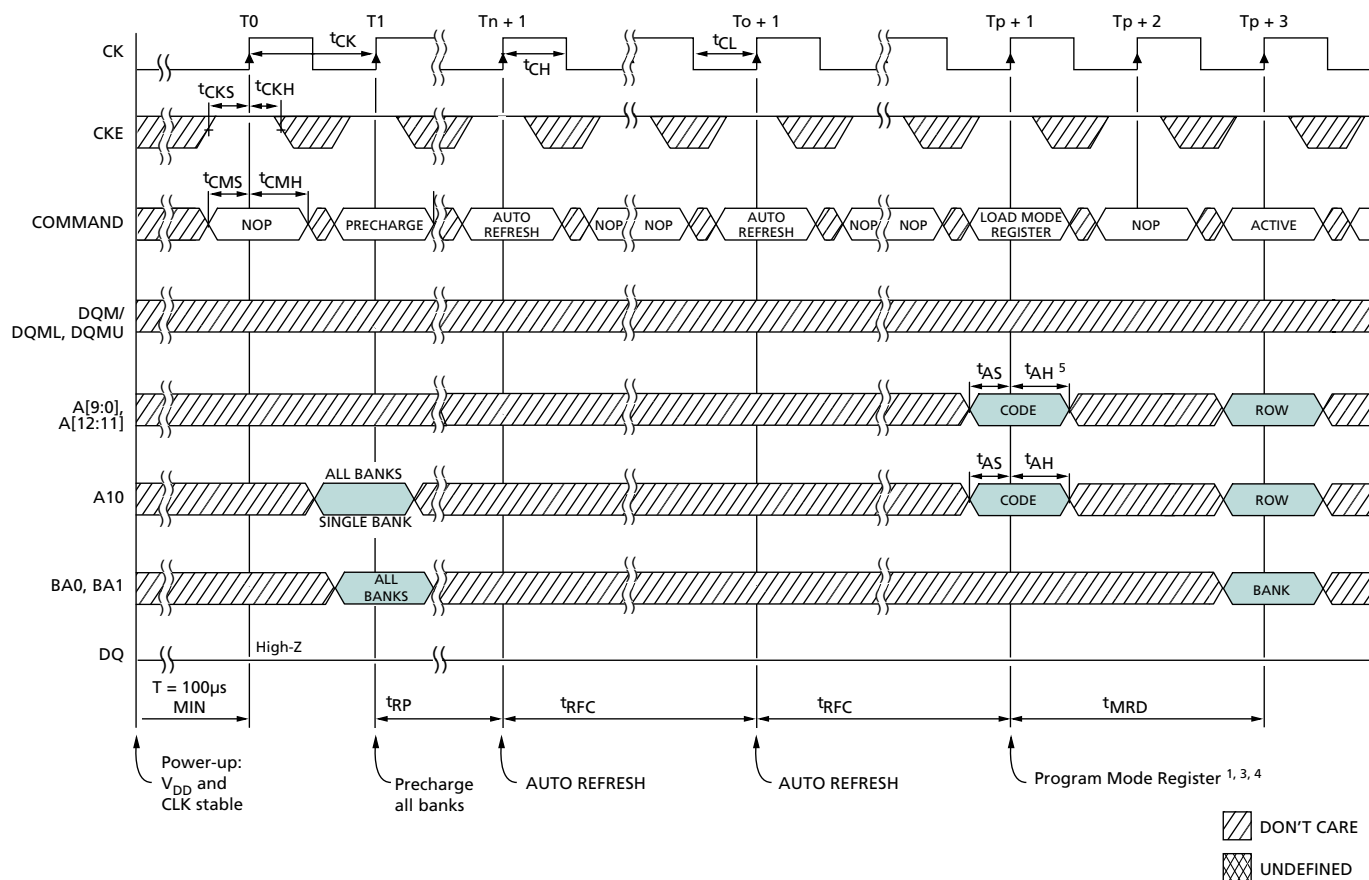 T0 T1 Tn + 1 To + 1 Tp + 1 Tp + 2 Tp + 3
CK
tCK
tCH
tCL
tCKS tCKH
CKE
tCMS tCMH
COMMAND
NOP PRECHARGE AUTO REFRESH NOP NOP AUTO REFRESH NOP NOP LOAD MODE REGISTER NOP ACTIVE
DQM/
DQML, DQMU
tAS tAH 5
A[9:0],
A[12:11]
CODE ROW
ALL BANKS
tAS tAH
A10
CODE ROW
SINGLE BANK
BA0, BA1
ALL
BANKS
BANK
High-Z
DQ
T = 100µs
MIN
tRP tRFC tRFC tMRD
Power-up:
VDD and
CLK stable
Precharge
all banks
AUTO REFRESH
AUTO REFRESH
Program Mode Register 1, 3, 4
DON'T CARE
UNDEFINED